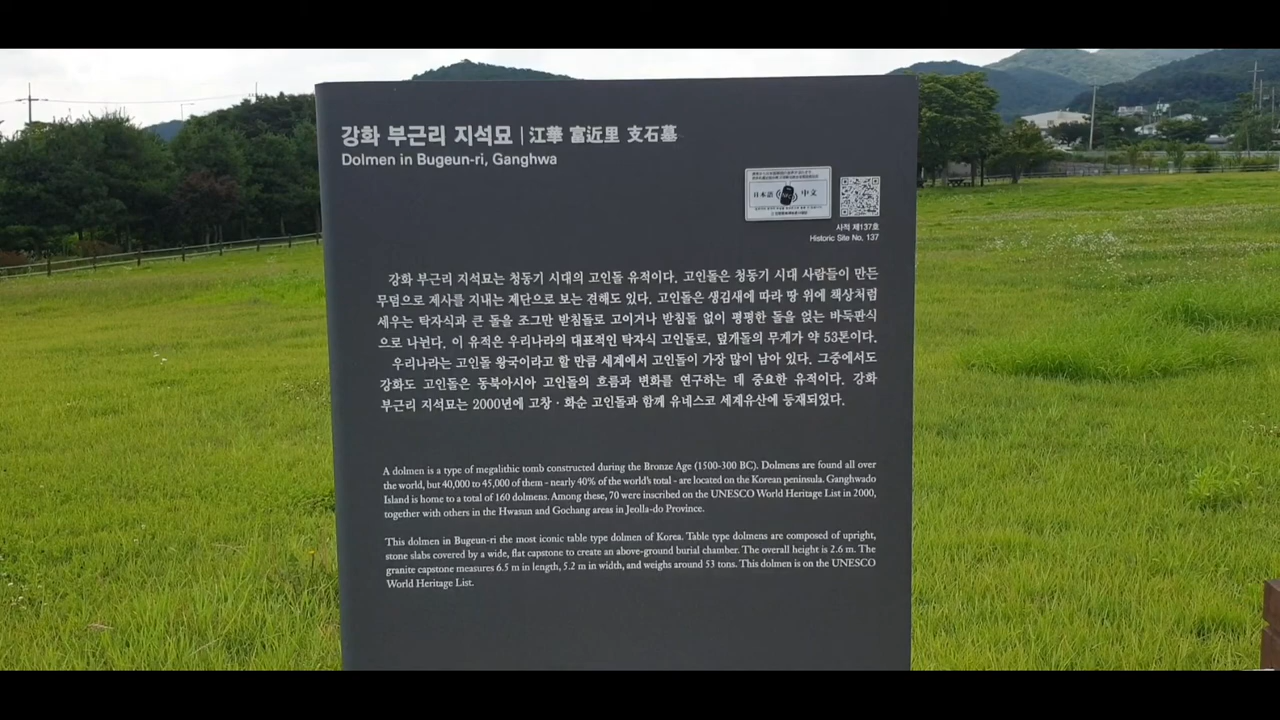 강화 부근리 지석묘 | 江華 富近里 支石墓
Dolmen in Bugeun-ri, Ganghwa
日本語
中文
사적 제137호
Historic Site No. 137
강화 부근리 지석묘는 청동기 시대의 고인돌 유적이다. 고인돌은 청동기 시대 사람들이 만든
무덤으로 제사를 지내는 제단으로 보는 견해도 있다. 고인돌은 생김새에 따라 땅 위에 책상처럼
세우는 탁자식과 큰 돌을 조그만 받침돌로 고이거나 받침돌 없이 평평한 돌을 얹는 바둑판식
으로 나뉜다. 이 유적은 우리나라의 대표적인 탁자식 고인돌로, 덮개돌의 무게가 약 53톤이다.
우리나라는 고인돌 왕국이라고 할 만큼 세계에서 고인돌이 가장 많이 남아 있다. 그중에서도
강화도 고인돌은 동북아시아 고인돌의 흐름과 변화를 연구하는 데 중요한 유적이다. 강화
부근리 지석묘는 2000년에 고창 · 화순 고인돌과 함께 유네스코 세계유산에 등재되었다.
A dolmen is a type of megalithic tomb constructed during the Bronze Age (1500-300 BC). Dolmens are found all over
the world, but 40,000 to 45,000 of them - nearly 40% of the world's total - are located on the Korean peninsula. Ganghwado
Island is home to a total of 160 dolmens. Among these, 70 were inscribed on the UNESCO World Heritage List in 2000,
together with others in the Hwasun and Gochang areas in Jeolla-do Province.
This dolmen in Bugeun-ri the most iconic table type dolmen of Korea. Table type dolmens are composed of upright,
stone slabs covered by a wide, flat capstone to create an above-ground burial chamber. The overall height is 2.6 m. The
granite capstone measures 6.5 m in length, 5.2 m in width, and weighs around 53 tons. This dolmen is on the UNESCO
World Heritage List.